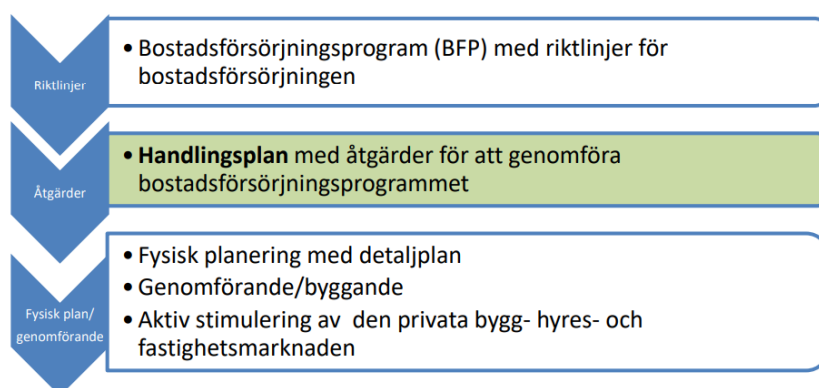 Riktlinjer
• Bostadsförsörjningsprogram (BFP) med riktlinjer för
bostadsförsörjningen
Åtgärder
• Handlingsplan med åtgärder för att genomföra
bostadsförsörjningsprogrammet
Fysisk plan/
genomförande
• Fysisk planering med detaljplan
• Genomförande/byggande
• Aktiv stimulering av  den privata bygg- hyres- och
fastighetsmarknaden